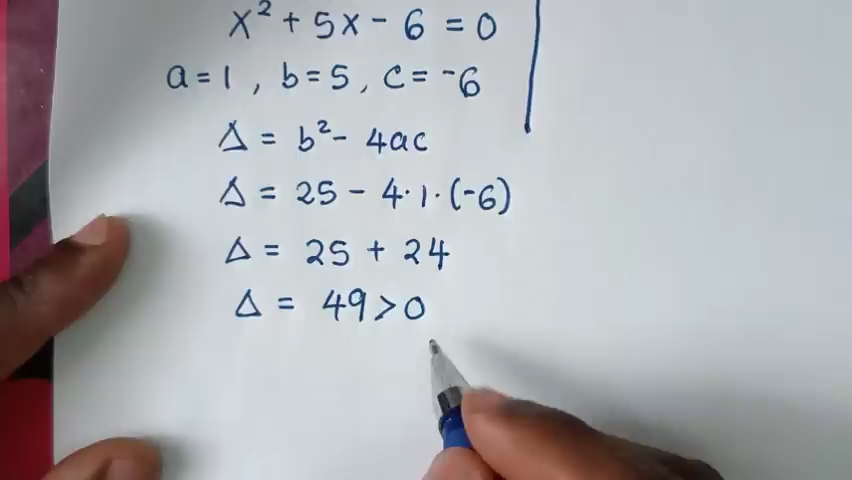 x² + 5x - 6 = 0
a = 1 , b = 5 , c = -6
Δ = b² - 4ac
Δ = 25 - 4·1·(-6)
Δ = 25 + 24
Δ = 49 > 0